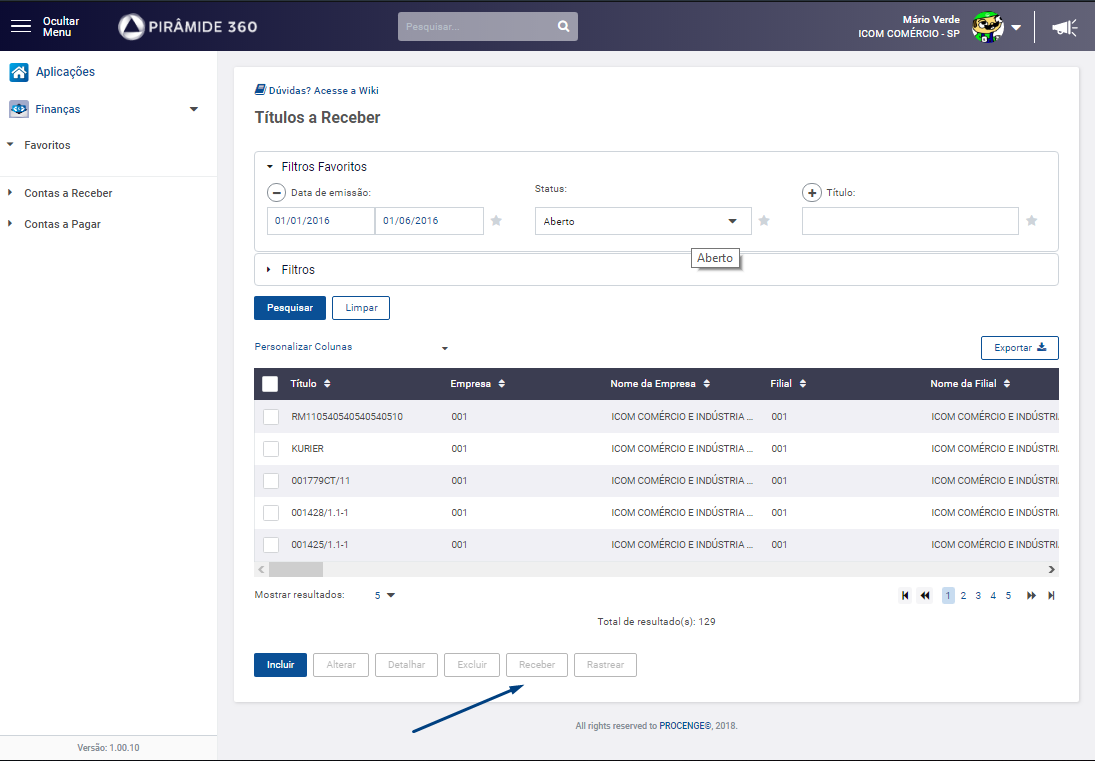 Ocultar
Menu
PIRÂMIDE 360
Pesquisar...
Mário Verde
ICOM COMÉRCIO - SP
Aplicações
Finanças
Favoritos
Contas a Receber
Contas a Pagar
Versão: 1.00.10
Dúvidas? Acesse a Wiki
Títulos a Receber
Filtros Favoritos
Data de emissão: Status: Título:
01/01/2016 01/06/2016 Aberto
Aberto
Filtros
Pesquisar Limpar
Personalizar Colunas Exportar
Título Empresa Nome da Empresa Filial Nome da Filial
RM110540540540540510 001 ICOM COMÉRCIO E INDÚSTRIA ... 001 ICOM COMÉRCIO E INDÚSTRI
KURIER 001 ICOM COMÉRCIO E INDÚSTRIA ... 001 ICOM COMÉRCIO E INDÚSTRI
001779CT/11 001 ICOM COMÉRCIO E INDÚSTRIA ... 001 ICOM COMÉRCIO E INDÚSTRI
001428/1.1-1 001 ICOM COMÉRCIO E INDÚSTRIA ... 001 ICOM COMÉRCIO E INDÚSTRI
001425/1.1-1 001 ICOM COMÉRCIO E INDÚSTRIA ... 001 ICOM COMÉRCIO E INDÚSTRI
Mostrar resultados: 5 1 2 3 4 5
Total de resultado(s): 129
Incluir Alterar Detalhar Excluir Receber Rastrear
All rights reserved to PROCENGE©, 2018.